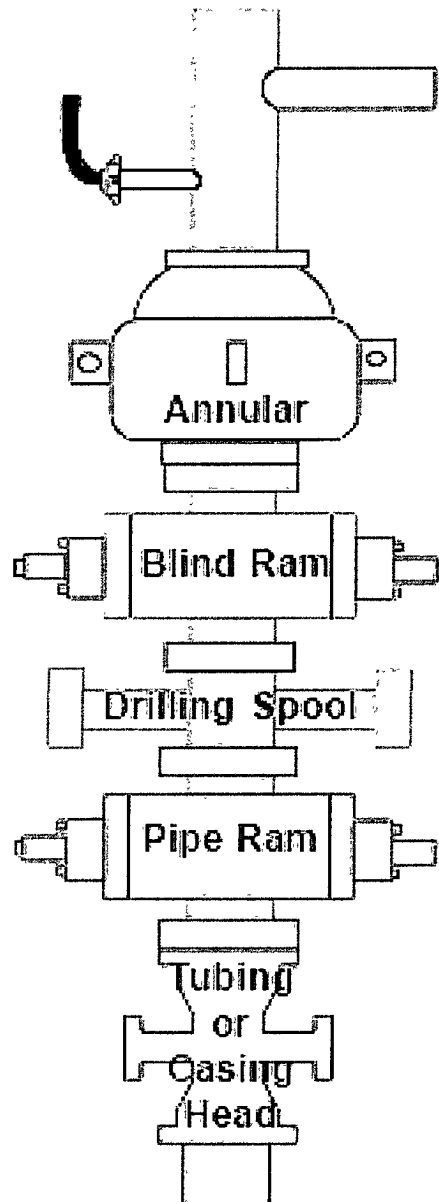 Annular
Blind Ram
Drilling Spool
Pipe Ram
Tubing
or
Casing
Head